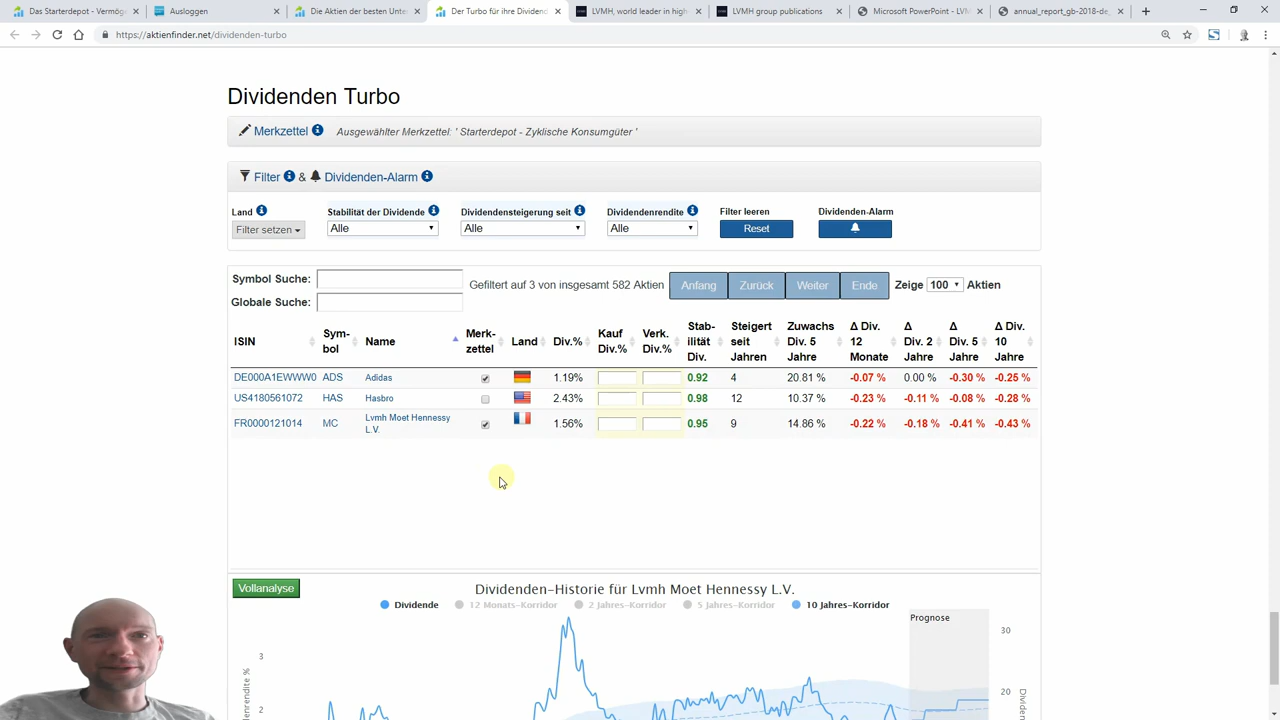 Das Starterdepot - Vermög
Ausloggen
Die Aktien der besten Unter
Der Turbo für ihre Dividend
LVMH, world leader in high
LVMH group publications
Microsoft PowerPoint - LVM
annual_report_gb-2018-de_
https://aktienfinder.net/dividenden-turbo
Dividenden Turbo
Merkzettel Ausgewählter Merkzettel: ' Starterdepot - Zyklische Konsumgüter '
Filter & Dividenden-Alarm
Land Stabilität der Dividende Dividendensteigerung seit Dividendenrendite Filter leeren Dividenden-Alarm
Filter setzen Alle Alle Alle Reset
Symbol Suche:
Globale Suche:
Gefiltert auf 3 von insgesamt 582 Aktien Anfang Zurück Weiter Ende Zeige 100 Aktien
ISIN Sym-bol Name Merk-zettel Land Div.% Kauf Div.% Verk. Div.% Stab-ilität Div. Steigert seit Jahren Zuwachs Div. 5 Jahre Δ Div. 12 Monate Δ Div. 2 Jahre Δ Div. 5 Jahre Δ Div. 10 Jahre
DE000A1EWWW0 ADS Adidas 1.19% 0.92 4 20.81 % -0.07 % 0.00 % -0.30 % -0.25 %
US4180561072 HAS Hasbro 2.43% 0.98 12 10.37 % -0.23 % -0.11 % -0.08 % -0.28 %
FR0000121014 MC Lvmh Moet Hennessy L.V. 1.56% 0.95 9 14.86 % -0.22 % -0.18 % -0.41 % -0.43 %
Vollanalyse
Dividenden-Historie für Lvmh Moet Hennessy L.V.
Dividende 12 Monats-Korridor 2 Jahres-Korridor 5 Jahres-Korridor 10 Jahres-Korridor
Prognose
30
3
20
2